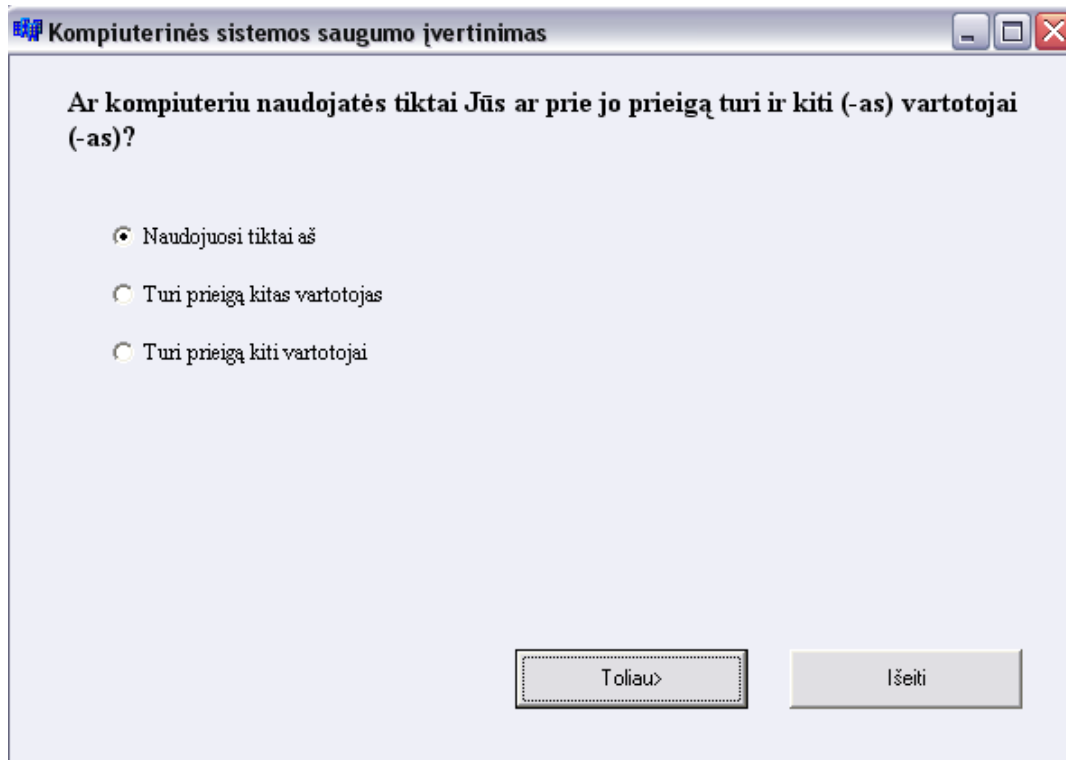 Kompiuterinės sistemos saugumo įvertinimas
Ar kompiuteriu naudojatės tiktai Jūs ar prie jo prieigą turi ir kiti (-as) vartotojai
(-as)?
Naudojuosi tiktai aš
Turi prieigą kitas vartotojas
Turi prieigą kiti vartotojai
Toliau> Išeiti